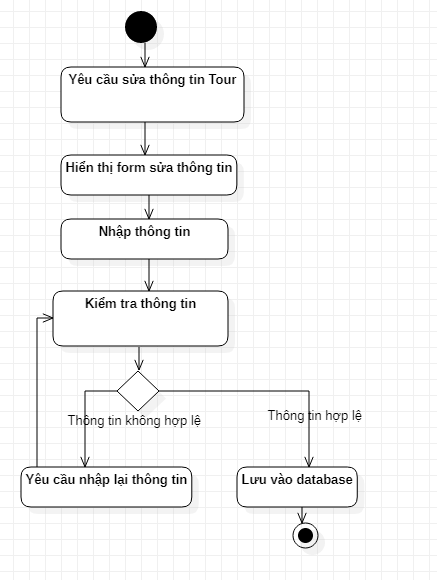 Yêu cầu sửa thông tin Tour
Hiển thị form sửa thông tin
Nhập thông tin
Kiểm tra thông tin
Thông tin không hợp lệ
Thông tin hợp lệ
Yêu cầu nhập lại thông tin
Lưu vào database